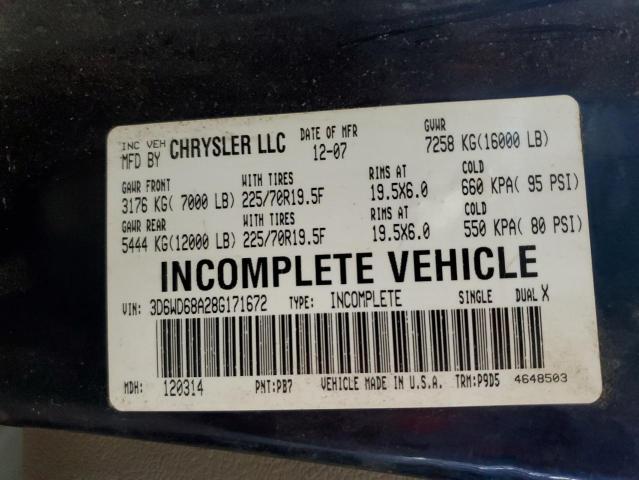 INC VEH
MFD BY CHRYSLER LLC DATE OF MFR 12-07 GVWR 7258 KG(16000 LB)
GAWR FRONT WITH TIRES RIMS AT COLD
3176 KG( 7000 LB) 225/70R19.5F 19.5X6.0 660 KPA( 95 PSI)
GAWR REAR WITH TIRES RIMS AT COLD
5444 KG(12000 LB) 225/70R19.5F 19.5X6.0 550 KPA( 80 PSI)
INCOMPLETE VEHICLE
VIN: 3D6WD68A28G171672 TYPE: INCOMPLETE SINGLE DUAL X
MDH: 120314 PNT:PB7 VEHICLE MADE IN U.S.A. TRM:P9D5 4648503